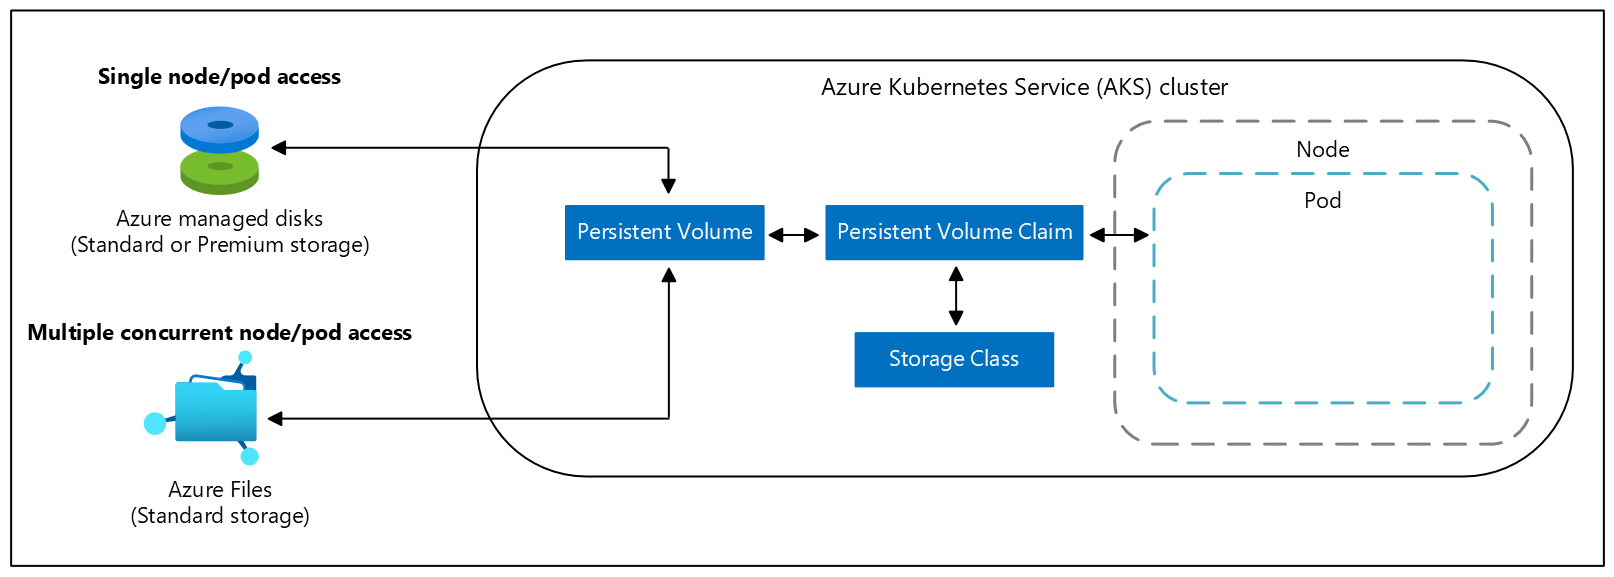 Single node/pod access
Azure managed disks
(Standard or Premium storage)
Multiple concurrent node/pod access
Azure Files
(Standard storage)
Azure Kubernetes Service (AKS) cluster
Persistent Volume
Persistent Volume Claim
Storage Class
Node
Pod